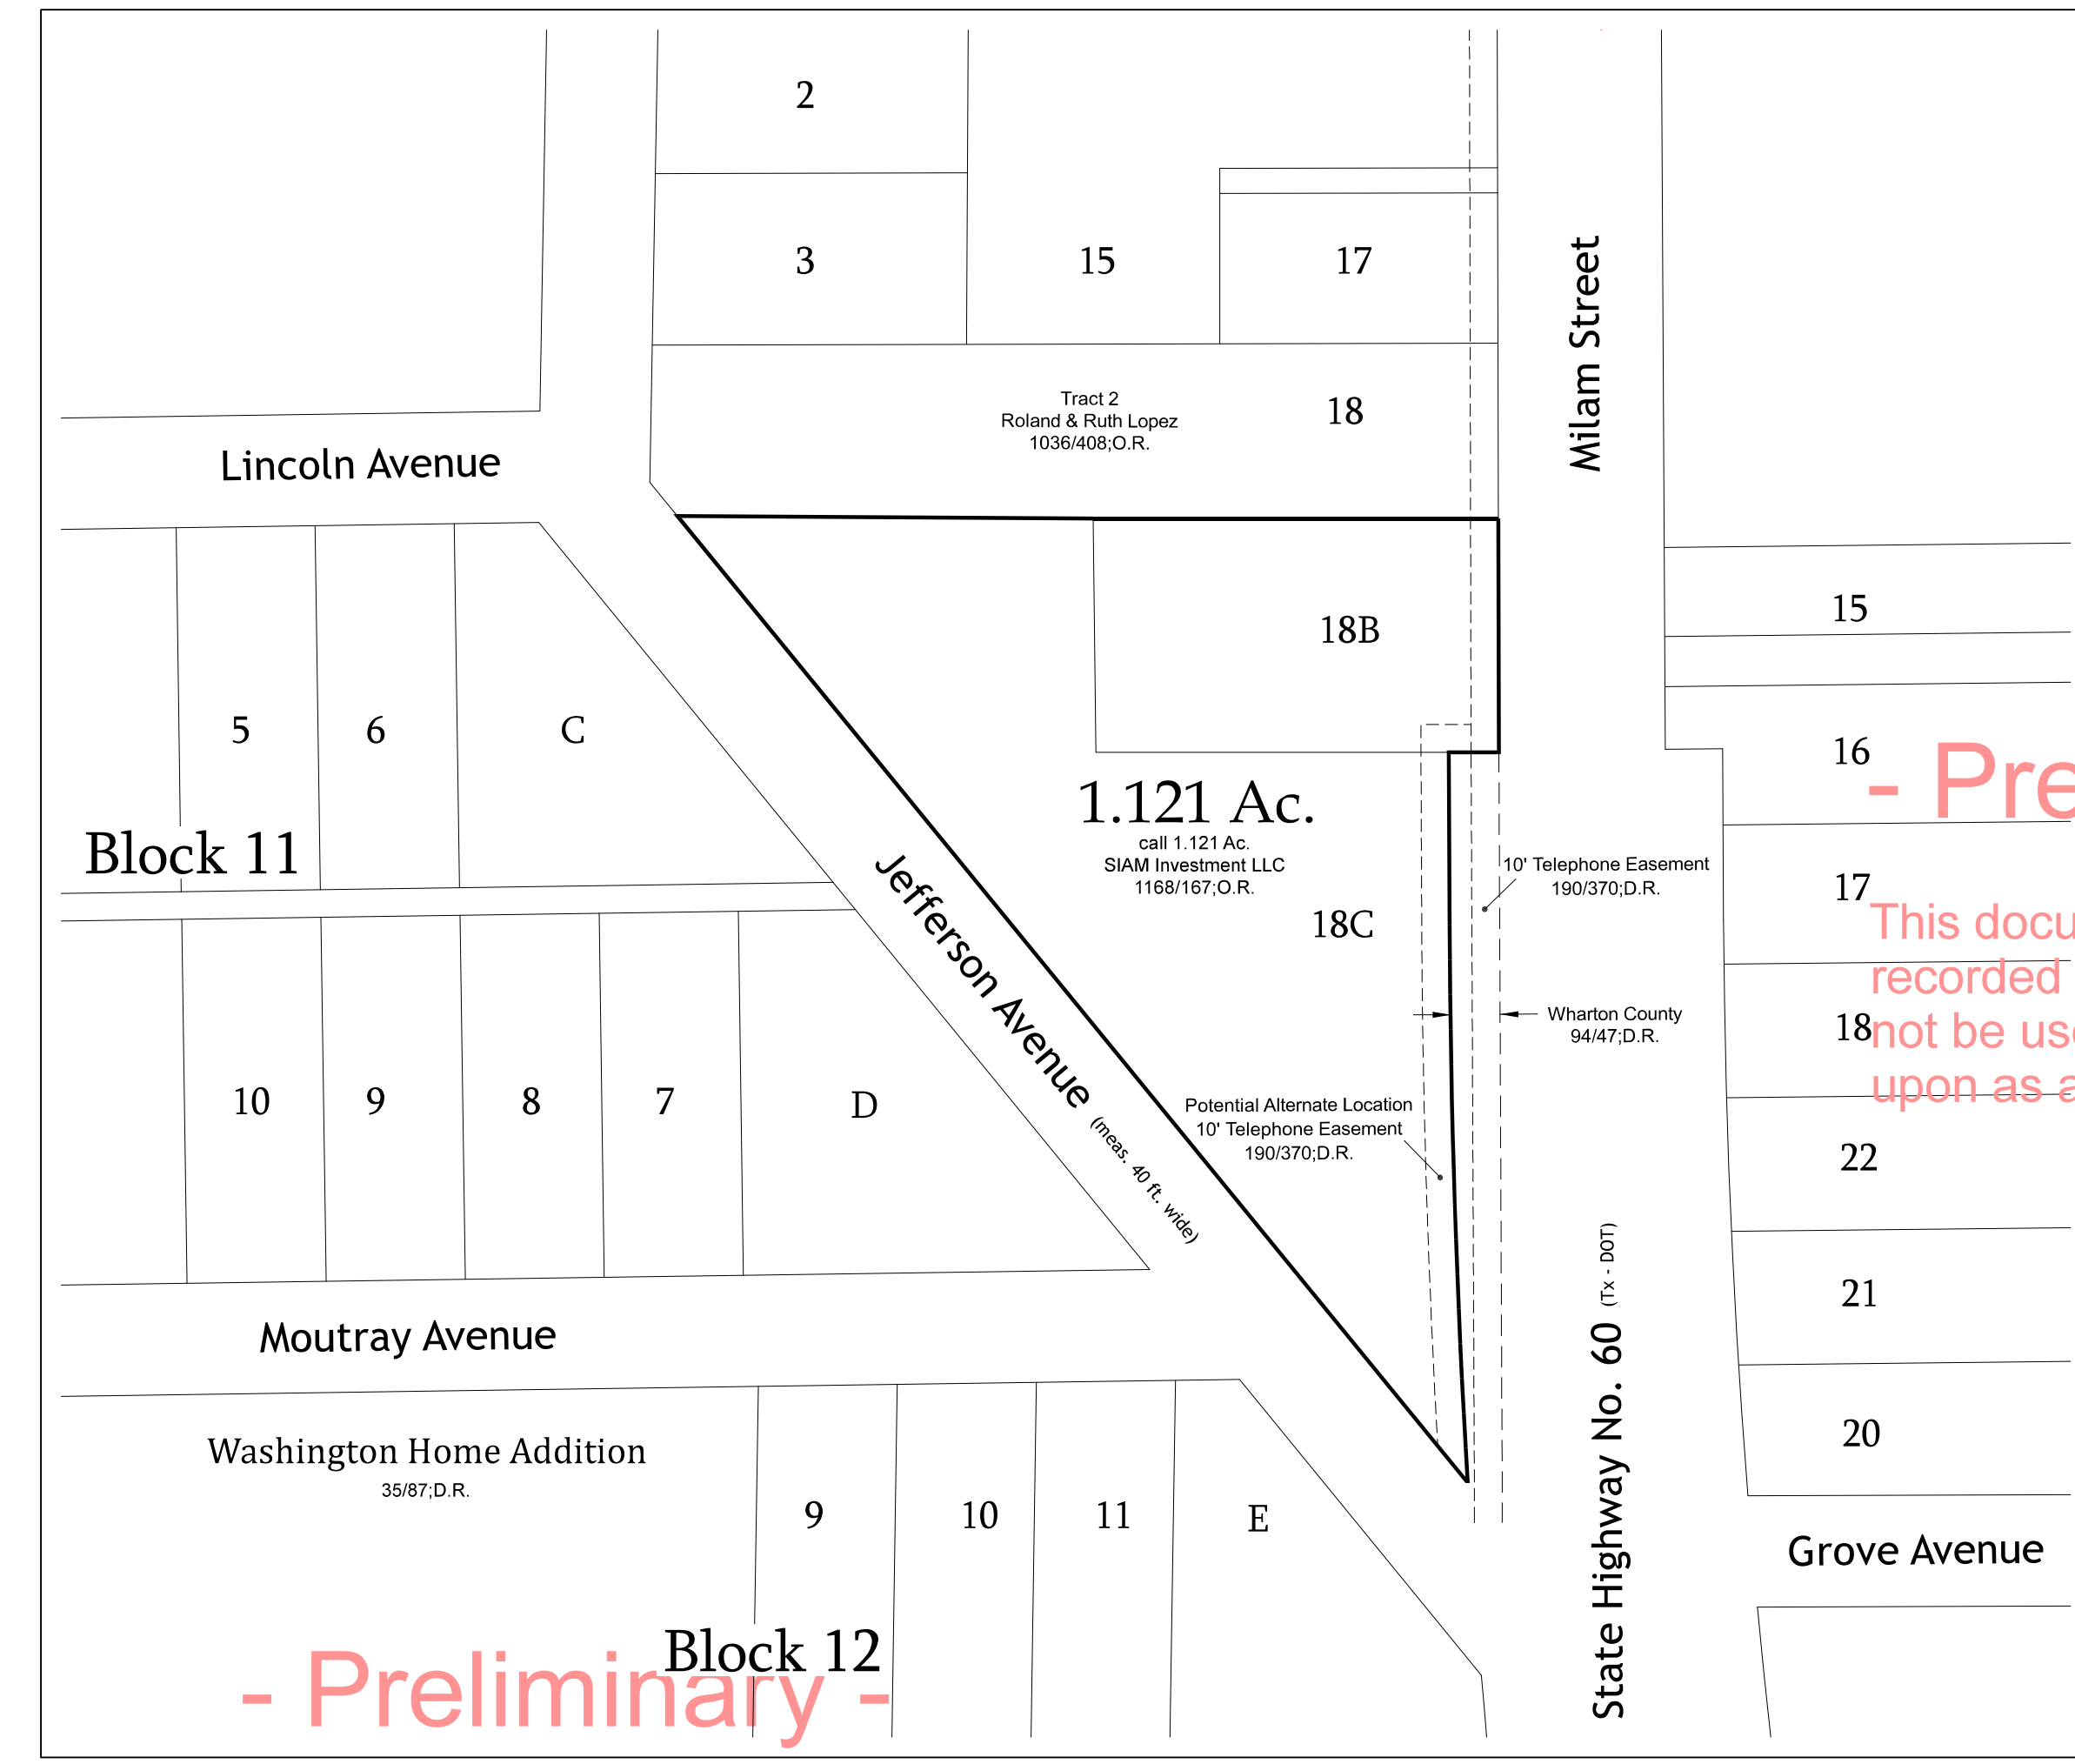 2
3
15
17
Milam Street
Tract 2
Roland & Ruth Lopez
1036/408;O.R.
18
Lincoln Avenue
18B
15
5
6
C
16
- Pre
1.121 Ac.
call 1.121 Ac.
SIAM Investment LLC
1168/167;O.R.
Block 11
Jefferson Avenue (meas. 40 ft. wide)
10' Telephone Easement
190/370;D.R.
17
18C
This docu
recorded
Wharton County
94/47;D.R.
18
not be us
upon as a
10
9
8
7
D
Potential Alternate Location
10' Telephone Easement
190/370;D.R.
22
21
State Highway No. 60 (Tx - DOT)
Moutray Avenue
20
Washington Home Addition
35/87;D.R.
9
10
11
E
Grove Avenue
Block 12
- Preliminary -